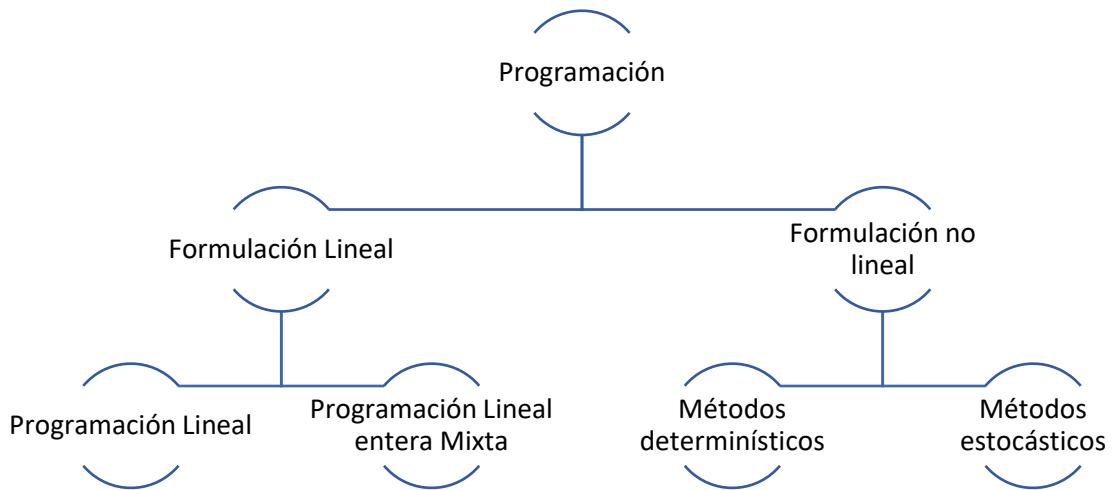 Programación
Formulación Lineal
Formulación no
lineal
Programación Lineal
Programación Lineal
entera Mixta
Métodos
determinísticos
Métodos
estocásticos